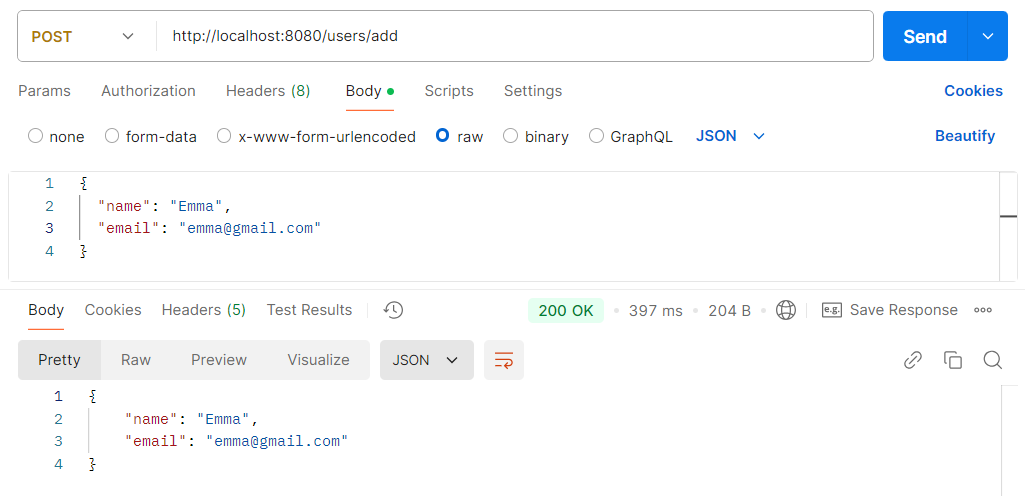 POST http://localhost:8080/users/add Send
Params Authorization Headers (8) Body Scripts Settings Cookies
none form-data x-www-form-urlencoded raw binary GraphQL JSON Beautify
1 {
2 "name": "Emma",
3 "email": "emma@gmail.com"
4 }
Body Cookies Headers (5) Test Results 200 OK 397 ms 204 B e.g. Save Response
Pretty Raw Preview Visualize JSON
1 {
2 "name": "Emma",
3 "email": "emma@gmail.com"
4 }